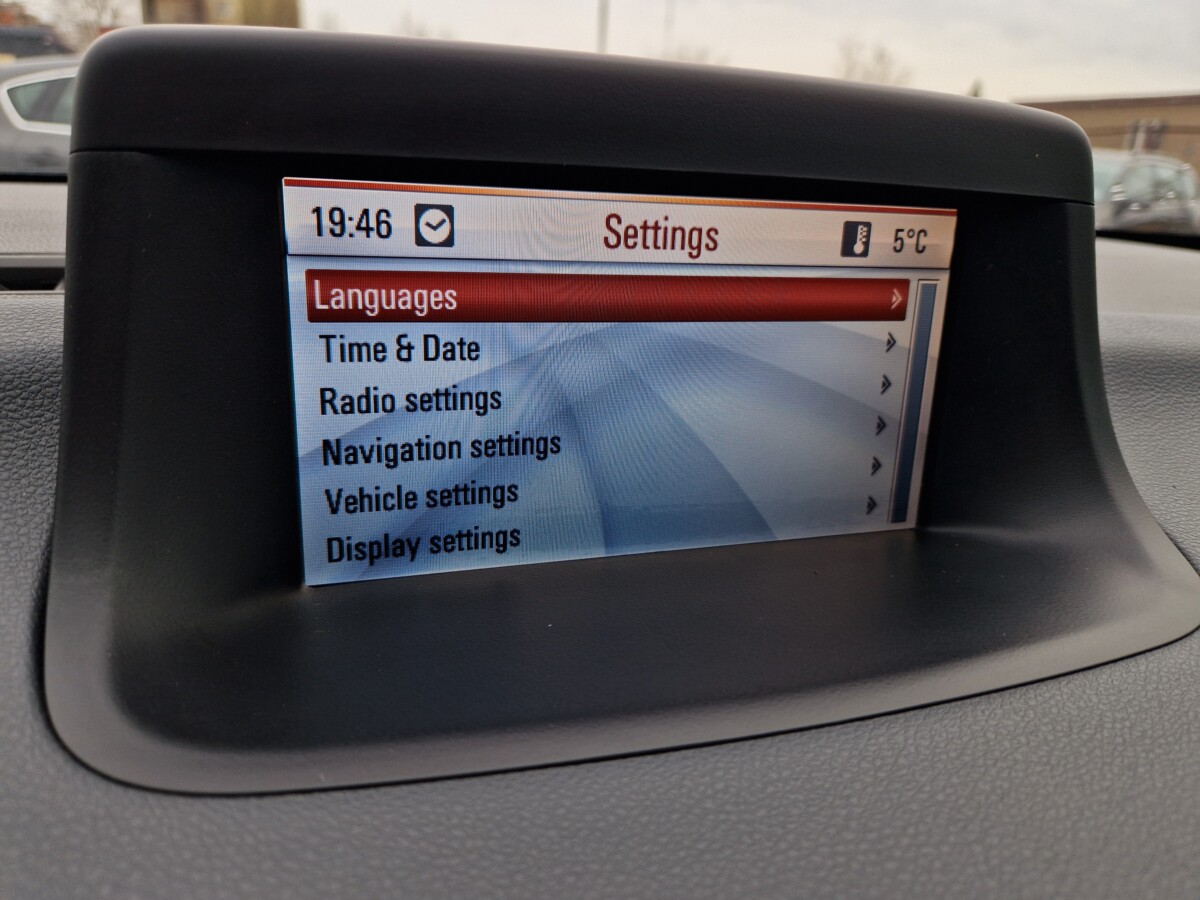 19:46 Settings 5°C
Languages
Time & Date
Radio settings
Navigation settings
Vehicle settings
Display settings